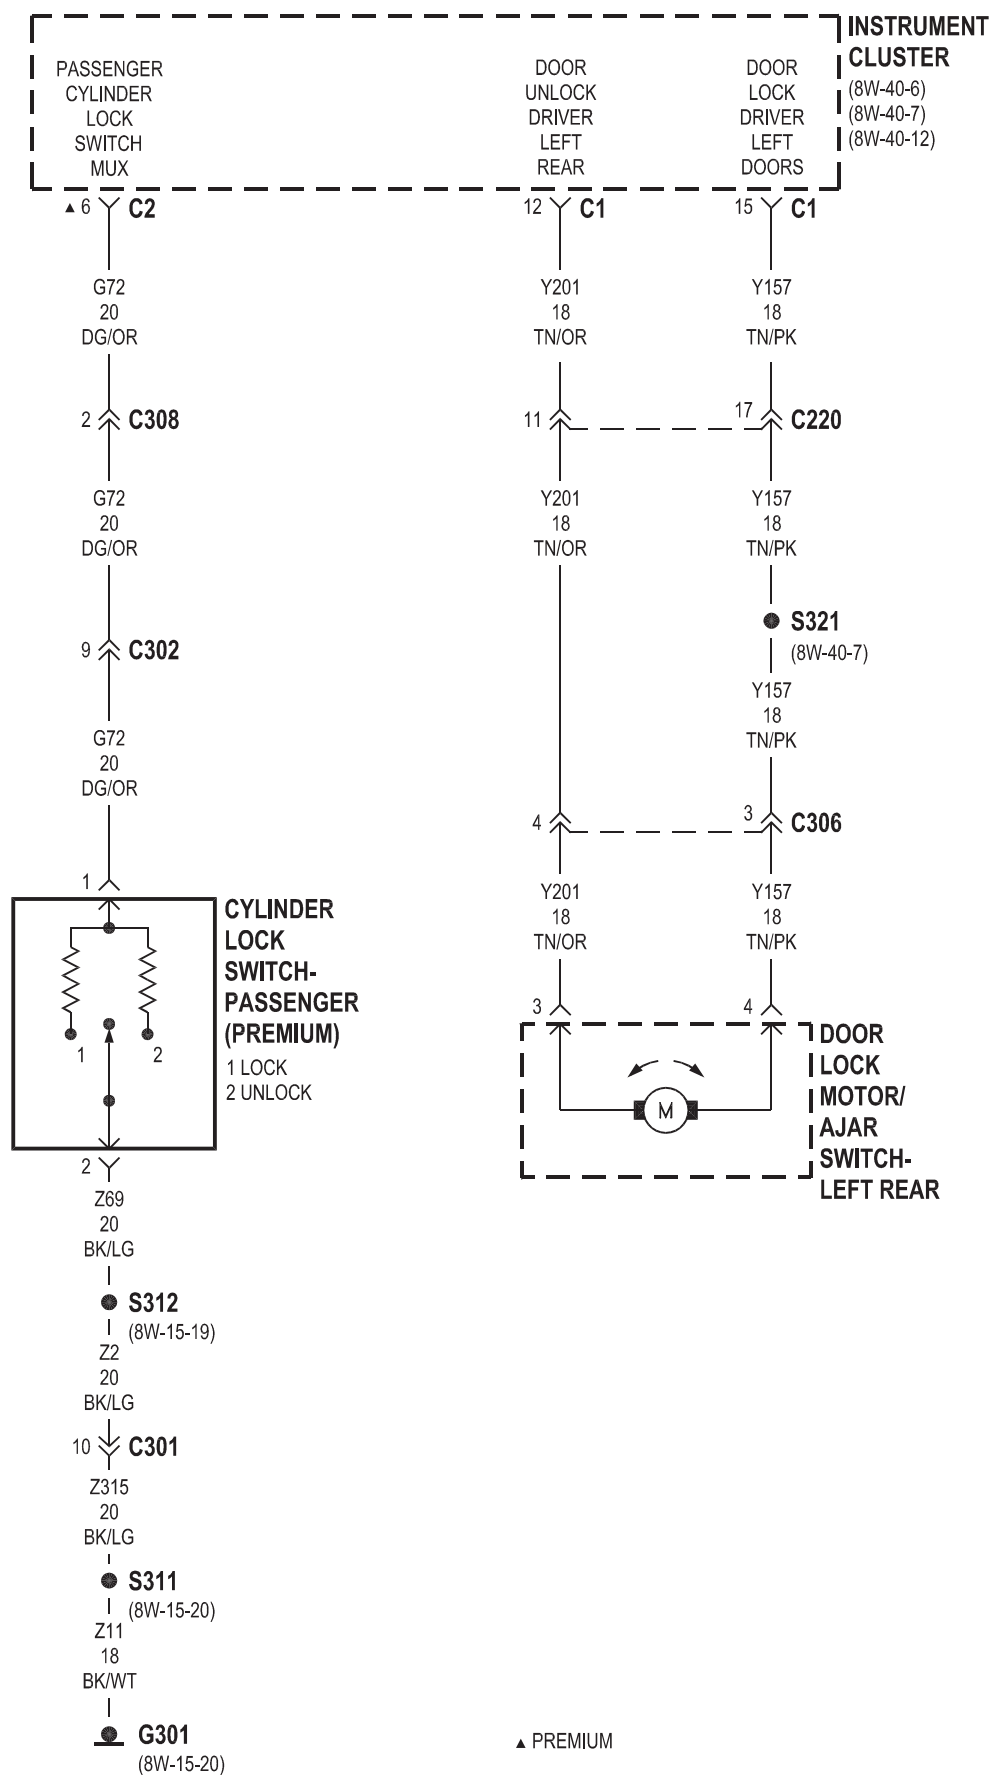 INSTRUMENT
CLUSTER
(8W-40-6)
(8W-40-7)
(8W-40-12)
PASSENGER
CYLINDER
LOCK
SWITCH
MUX
DOOR
UNLOCK
DRIVER
LEFT
REAR
DOOR
LOCK
DRIVER
LEFT
DOORS
▲ 6 C2
12 C1
15 C1
G72
20
DG/OR
Y201
18
TN/OR
Y157
18
TN/PK
2 C308
11
17 C220
G72
20
DG/OR
Y201
18
TN/OR
Y157
18
TN/PK
S321
(8W-40-7)
9 C302
Y157
18
TN/PK
G72
20
DG/OR
4
3 C306
1
Y201
18
TN/OR
Y157
18
TN/PK
CYLINDER
LOCK
SWITCH-
PASSENGER
(PREMIUM)
1 LOCK
2 UNLOCK
1
2
3
4
M
DOOR
LOCK
MOTOR/
AJAR
SWITCH-
LEFT REAR
2
Z69
20
BK/LG
S312
(8W-15-19)
Z2
20
BK/LG
10 C301
Z315
20
BK/LG
S311
(8W-15-20)
Z11
18
BK/WT
G301
(8W-15-20)
▲ PREMIUM